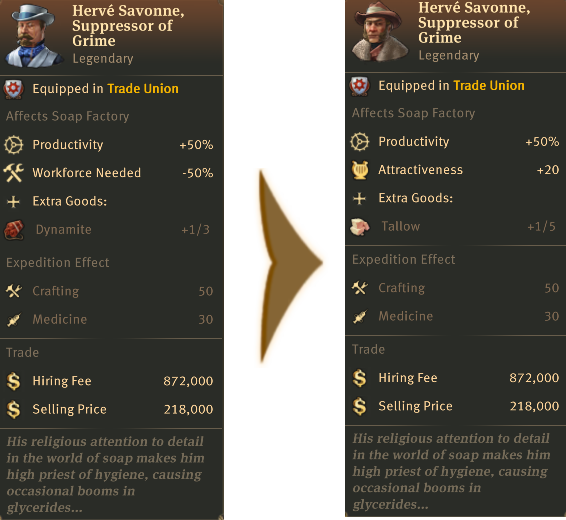 Hervé Savonne,
Suppressor of
Grime
Legendary
Equipped in Trade Union
Affects Soap Factory
Productivity +50%
Workforce Needed -50%
Extra Goods:
Dynamite +1/3
Expedition Effect
Crafting 50
Medicine 30
Trade
Hiring Fee 872,000
Selling Price 218,000
His religious attention to detail
in the world of soap makes him
high priest of hygiene, causing
occasional booms in
glycerides...
Hervé Savonne,
Suppressor of
Grime
Legendary
Equipped in Trade Union
Affects Soap Factory
Productivity +50%
Attractiveness +20
Extra Goods:
Tallow +1/5
Expedition Effect
Crafting 50
Medicine 30
Trade
Hiring Fee 872,000
Selling Price 218,000
His religious attention to detail
in the world of soap makes him
high priest of hygiene, causing
occasional booms in
glycerides...